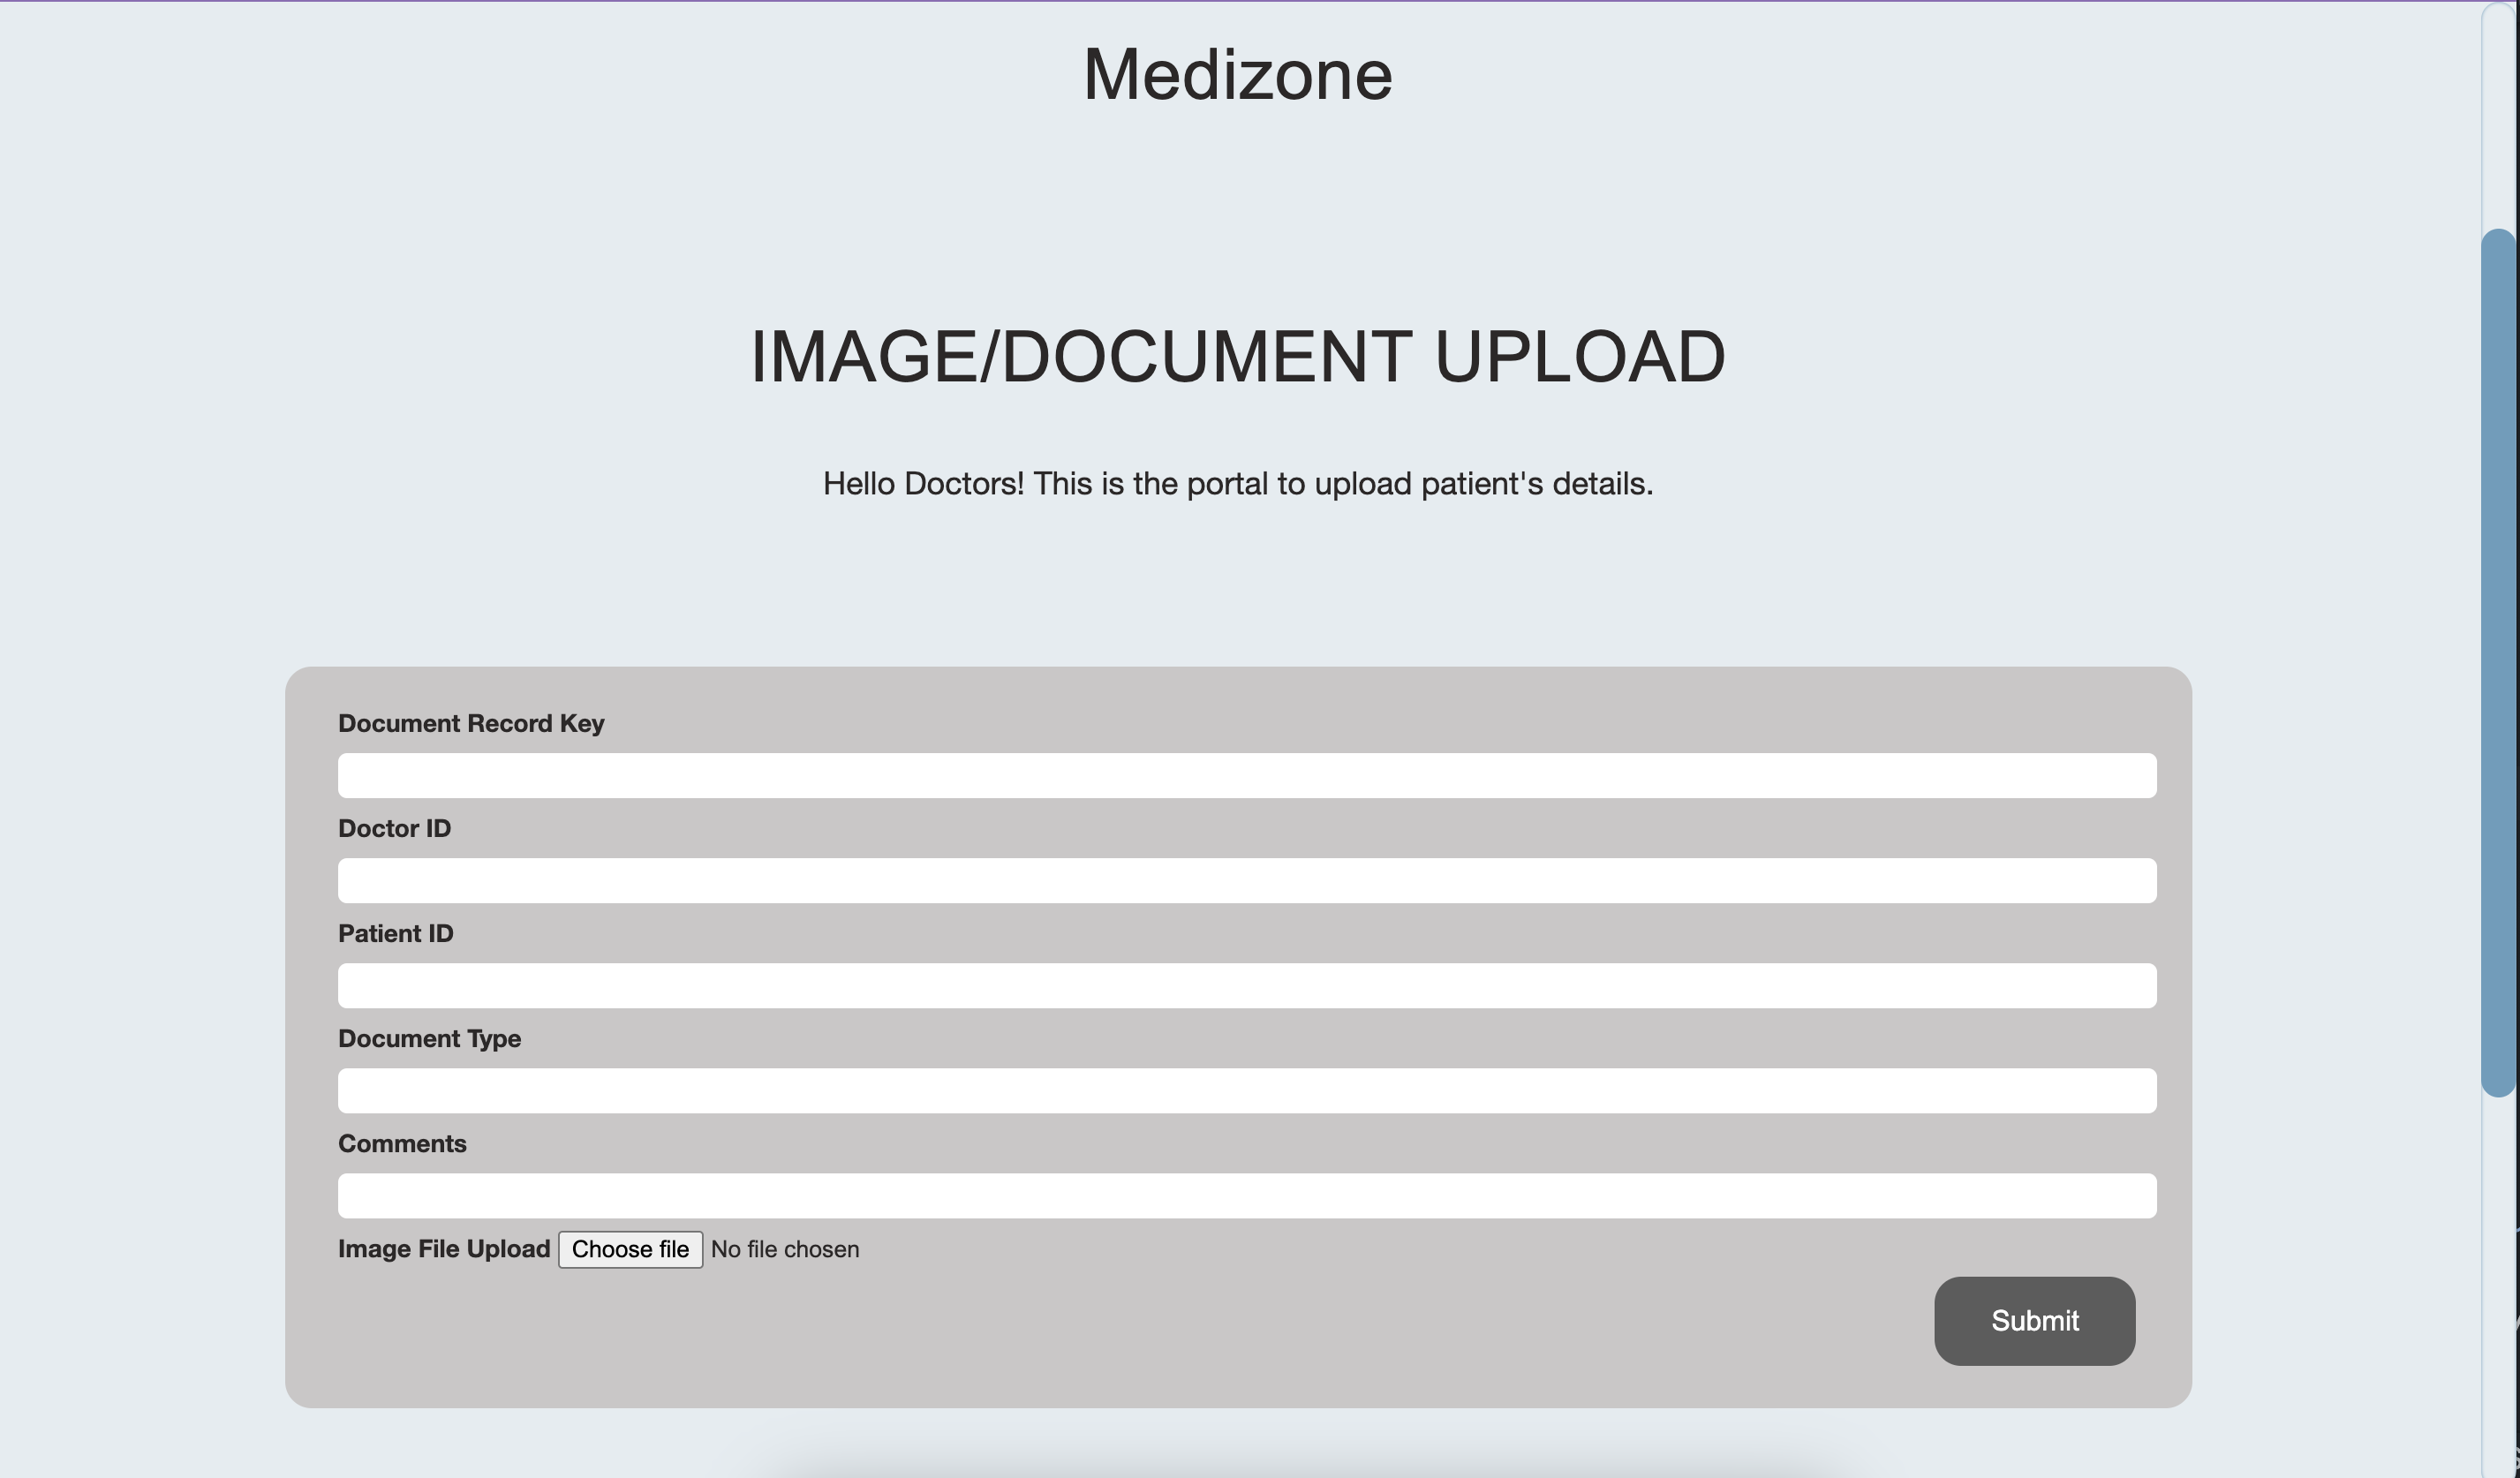 Medizone
IMAGE/DOCUMENT UPLOAD
Hello Doctors! This is the portal to upload patient's details.
Document Record Key
Doctor ID
Patient ID
Document Type
Comments
Image File Upload Choose file No file chosen
Submit